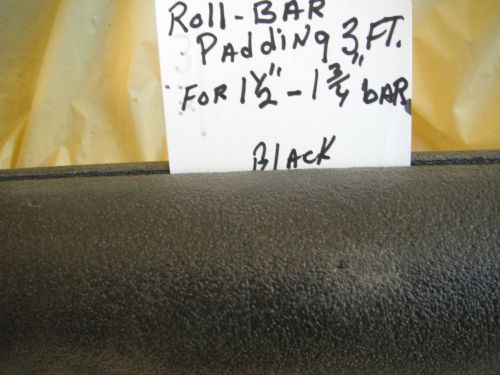 Roll-BAR
Padding 3 FT.
FOR 1½" - 1¾" bAR
Black